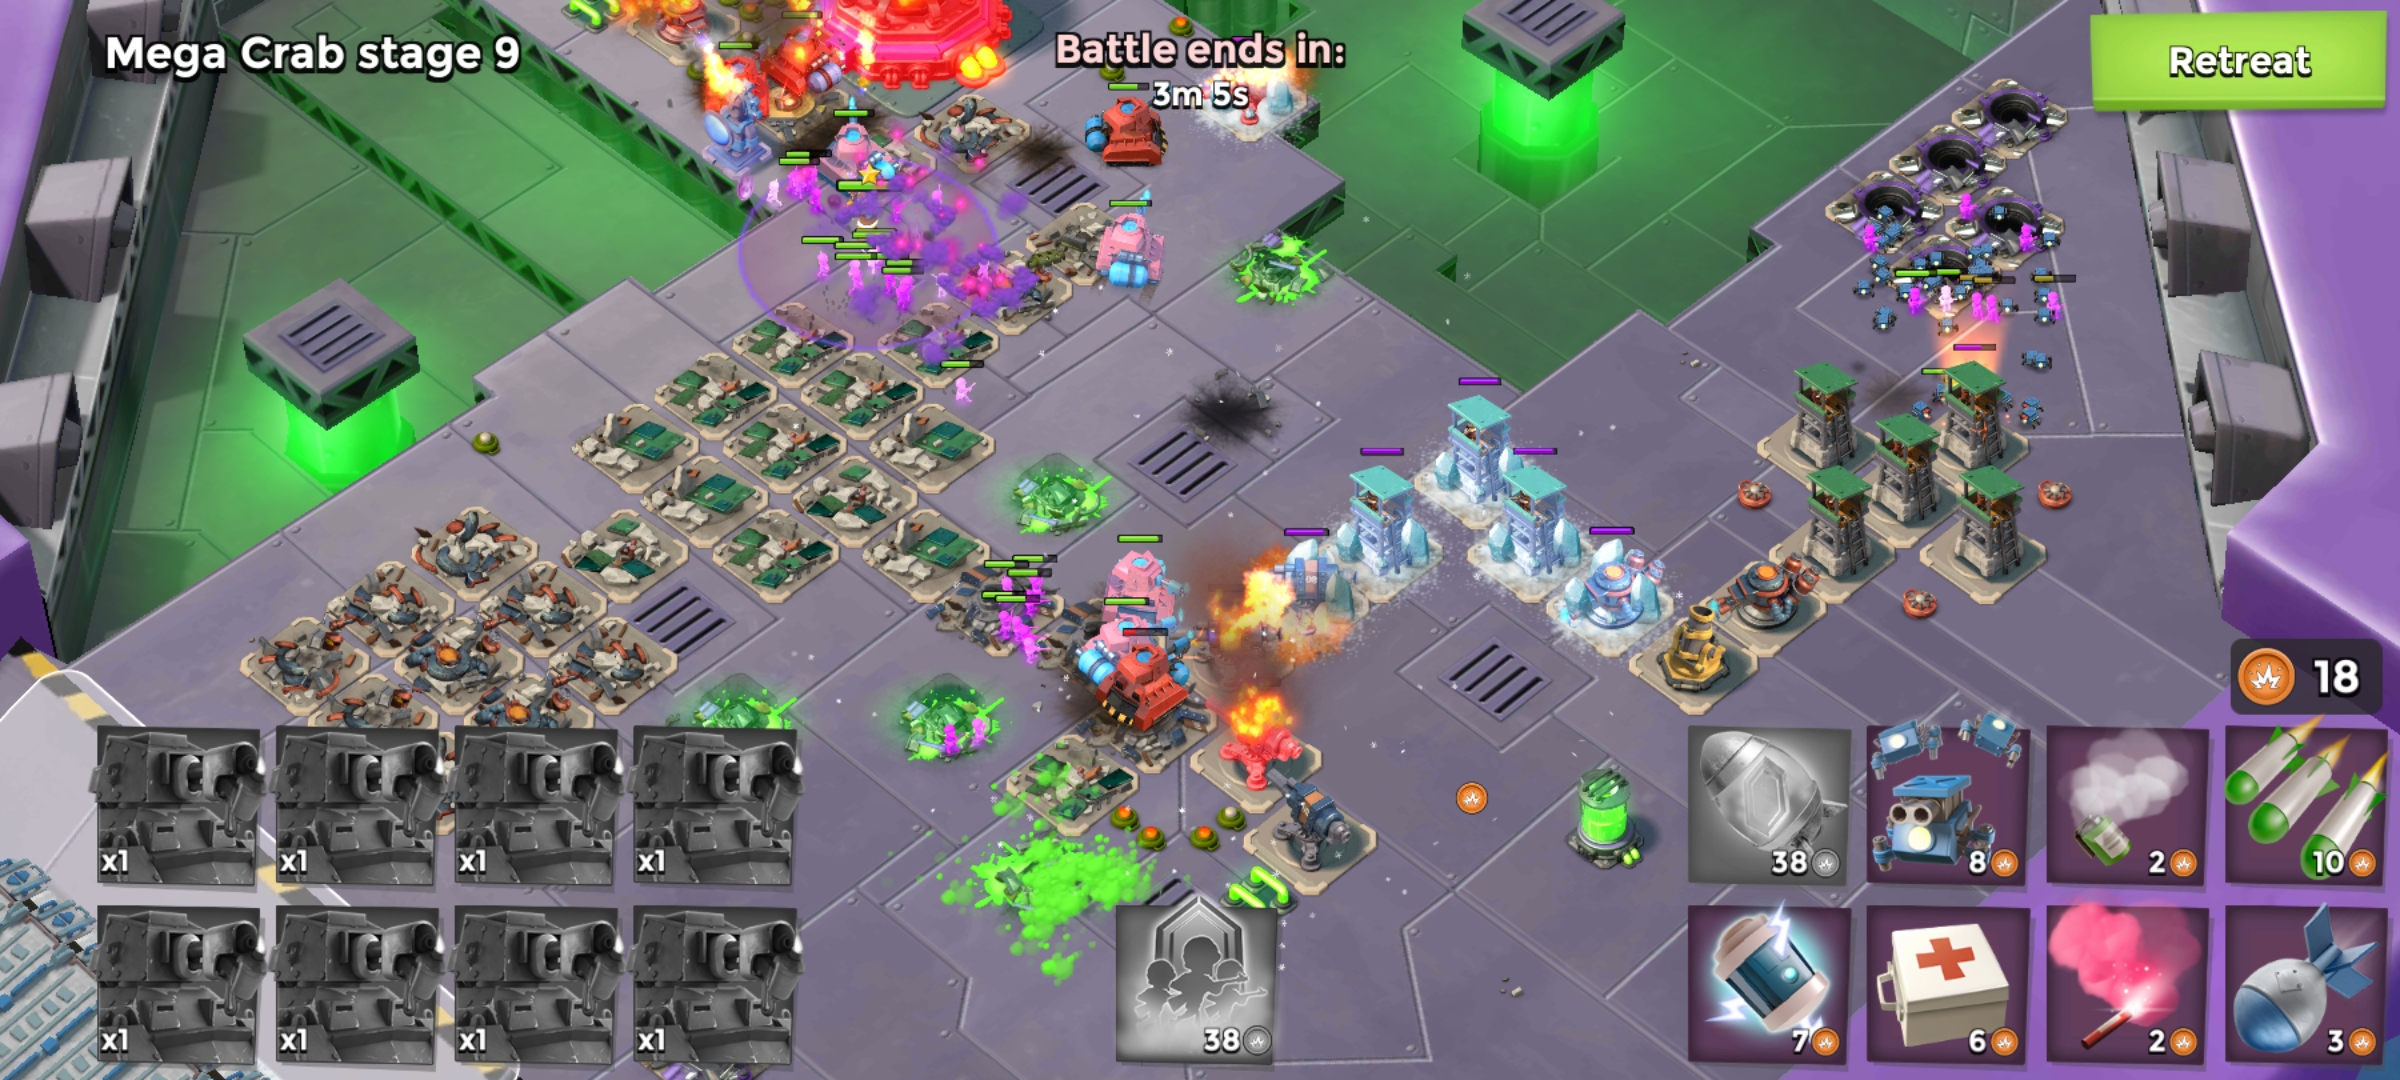 Mega Crab stage 9
Battle ends in:
3m 5s
Retreat
18
x1
x1
x1
x1
38
8
2
10
x1
x1
x1
x1
38
7
6
2
3